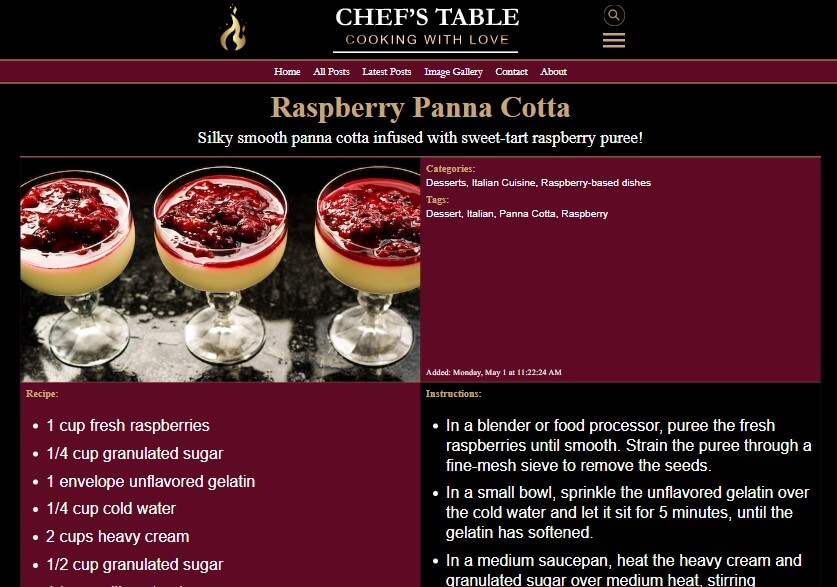 CHEF'S TABLE
COOKING WITH LOVE
Home All Posts Latest Posts Image Gallery Contact About
Raspberry Panna Cotta
Silky smooth panna cotta infused with sweet-tart raspberry puree!
Categories:
Desserts, Italian Cuisine, Raspberry-based dishes
Tags:
Dessert, Italian, Panna Cotta, Raspberry
Added: Monday, May 1 at 11:22:24 AM
Recipe:
• 1 cup fresh raspberries
• 1/4 cup granulated sugar
• 1 envelope unflavored gelatin
• 1/4 cup cold water
• 2 cups heavy cream
• 1/2 cup granulated sugar
Instructions:
• In a blender or food processor, puree the fresh
raspberries until smooth. Strain the puree through a
fine-mesh sieve to remove the seeds.
• In a small bowl, sprinkle the unflavored gelatin over
the cold water and let it sit for 5 minutes, until the
gelatin has softened.
• In a medium saucepan, heat the heavy cream and
granulated sugar over medium heat, stirring